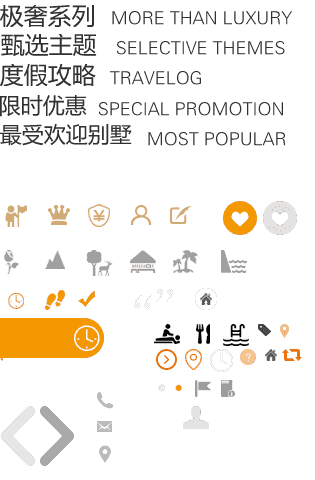 极奢系列 MORE THAN LUXURY
甄选主题 SELECTIVE THEMES
度假攻略 TRAVELOG
限时优惠 SPECIAL PROMOTION
最受欢迎别墅 MOST POPULAR